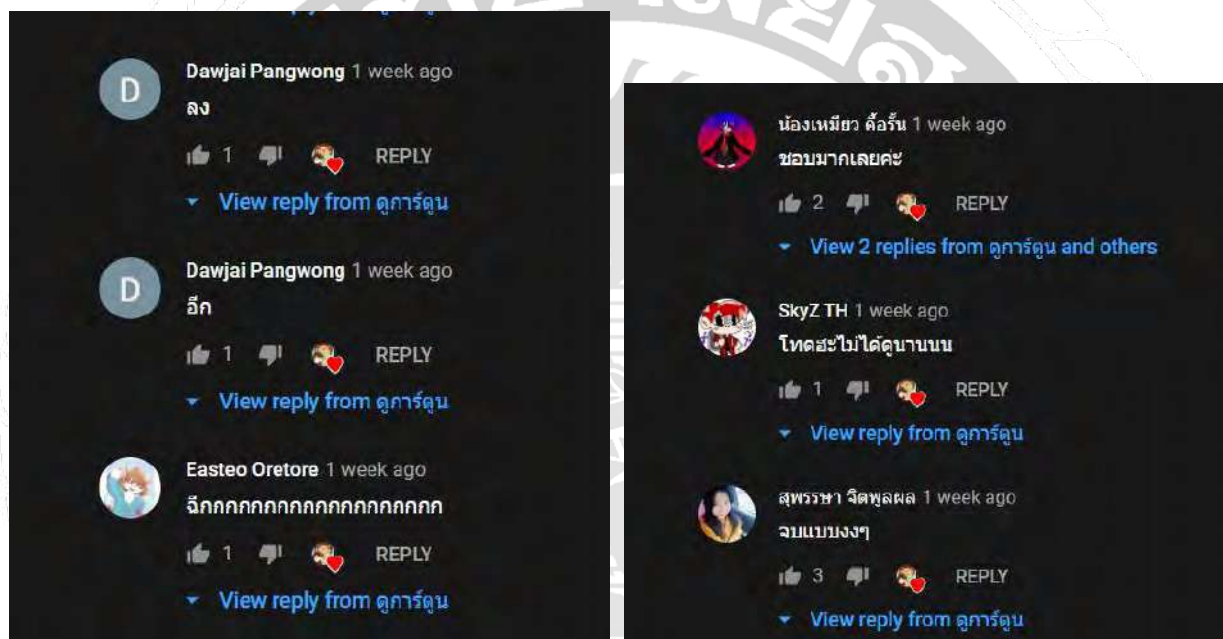 Dawjai Pangwong 1 week ago
ลง
1 REPLY
View reply from ดูการ์ตูน
Dawjai Pangwong 1 week ago
อีก
1 REPLY
View reply from ดูการ์ตูน
Easteo Oretore 1 week ago
ฉีกกกกกกกกกกกกกกกกกกก
1 REPLY
View reply from ดูการ์ตูน
น้องเหมียว ดื้อรั้น 1 week ago
ชอบมากเลยค่ะ
2 REPLY
View 2 replies from ดูการ์ตูน and others
SkyZ TH 1 week ago
โทดฮะไม่ได้ดูนานนน
1 REPLY
View reply from ดูการ์ตูน
สุพรรษา จิตพูลผล 1 week ago
จบแบบงงๆ
3 REPLY
View reply from ดูการ์ตูน